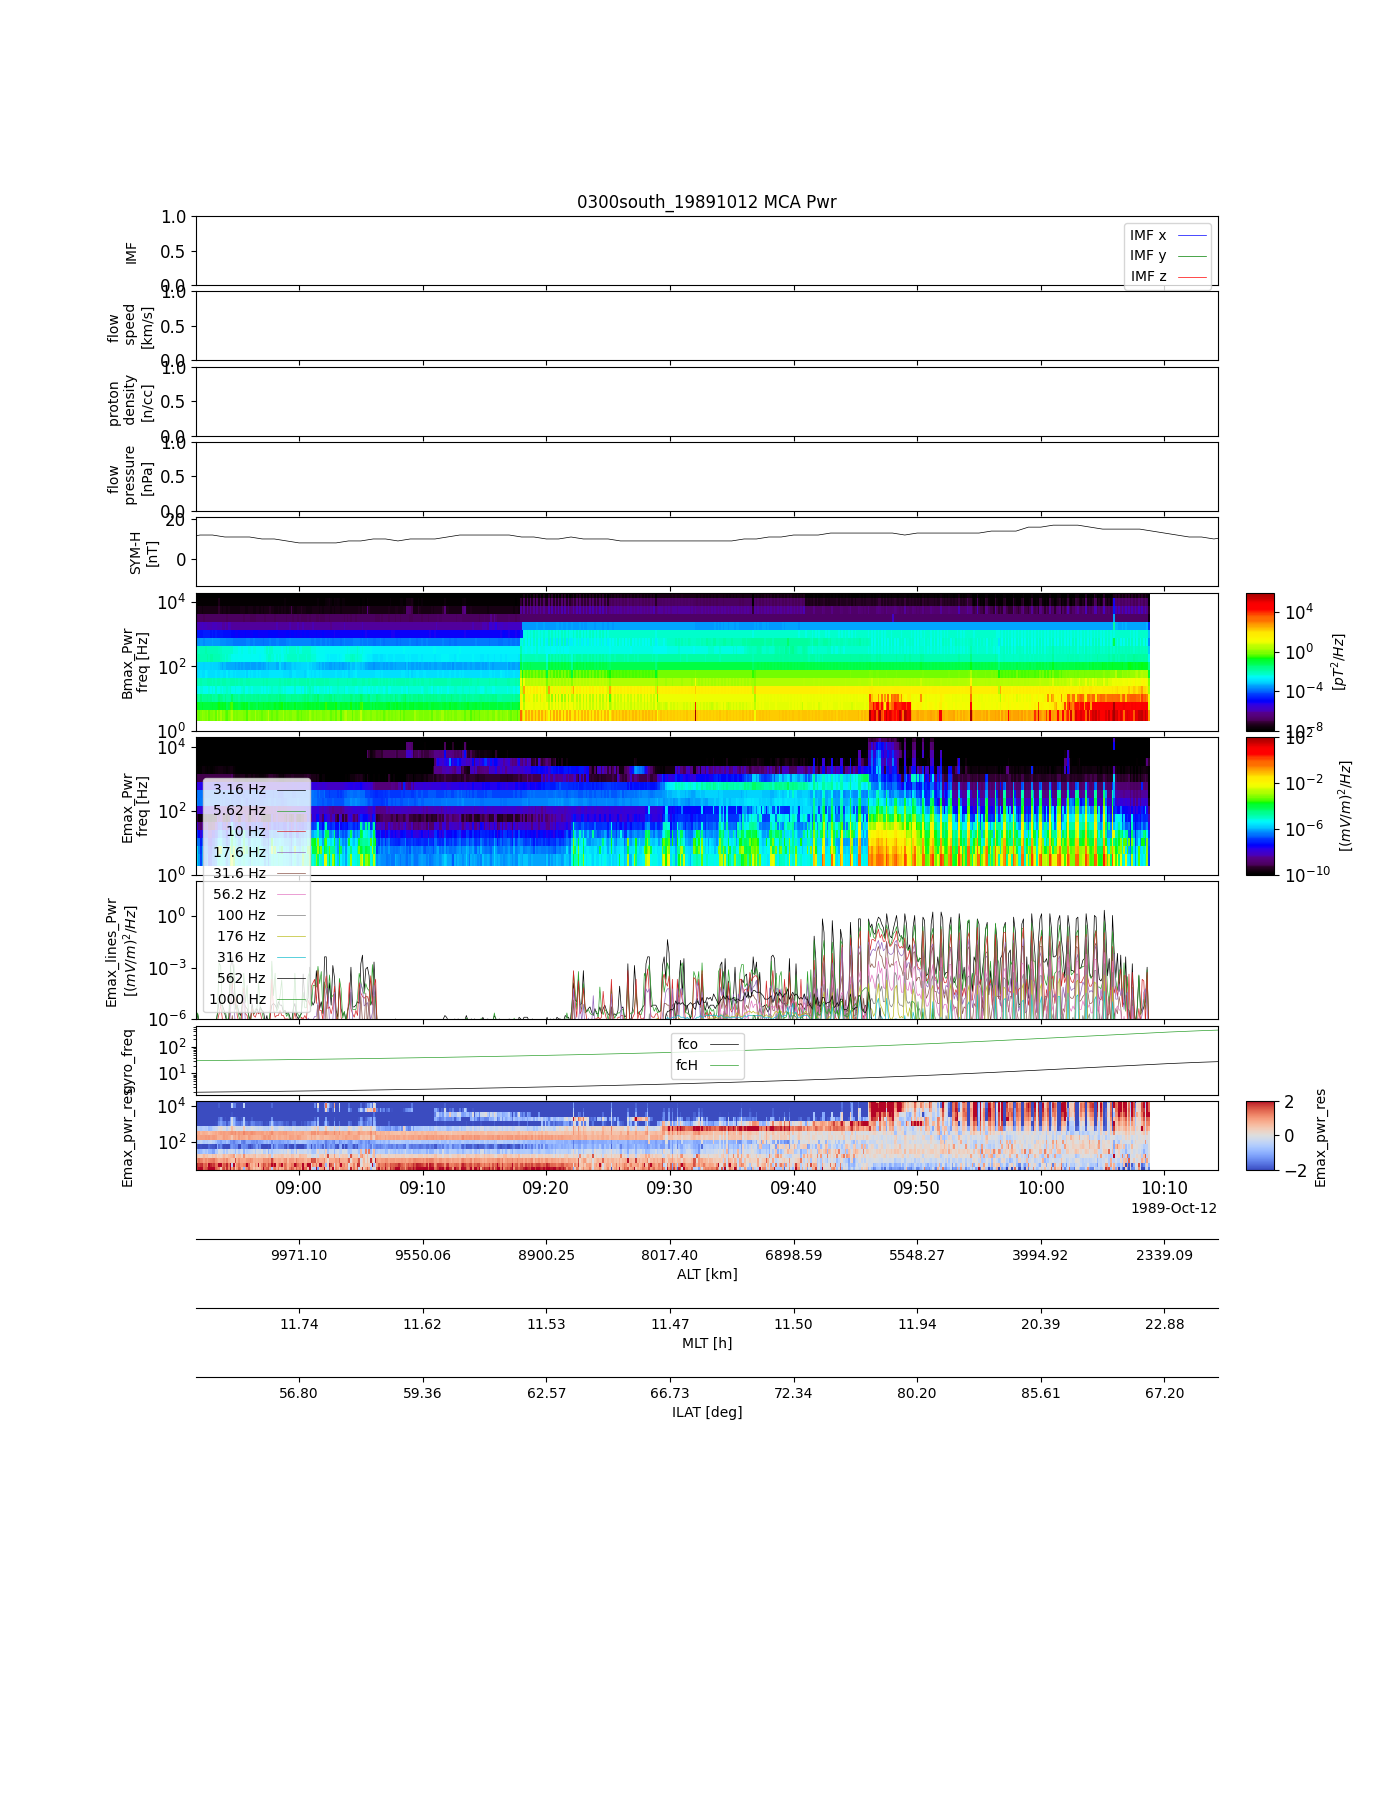 0300south_19891012 MCA Pwr
IMF
1.0
0.5
0.0
IMF x
IMF y
IMF z
flow
speed
[km/s]
1.0
0.5
0.0
proton
density
[n/cc]
1.0
0.5
0.0
flow
pressure
[nPa]
1.0
0.5
0.0
SYM-H
[nT]
20
0
Bmax_Pwr
freq [Hz]
10^4
10^2
10^0
10^4
10^0
10^-4
10^-8
[pT^2/Hz]
Emax_Pwr
freq [Hz]
10^4
10^2
10^0
10^2
10^-2
10^-6
10^-10
[(mV/m)^2/Hz]
3.16 Hz
5.62 Hz
10 Hz
17.6 Hz
31.6 Hz
56.2 Hz
100 Hz
176 Hz
316 Hz
562 Hz
1000 Hz
Emax_lines_Pwr
[(mV/m)^2/Hz]
10^0
10^-3
10^-6
gyro_freq
10^2
10^1
fco
fcH
Emax_pwr_res
10^4
10^2
2
0
−2
Emax_pwr_res
09:00 09:10 09:20 09:30 09:40 09:50 10:00 10:10
1989-Oct-12
9971.10 9550.06 8900.25 8017.40 6898.59 5548.27 3994.92 2339.09
ALT [km]
11.74 11.62 11.53 11.47 11.50 11.94 20.39 22.88
MLT [h]
56.80 59.36 62.57 66.73 72.34 80.20 85.61 67.20
ILAT [deg]